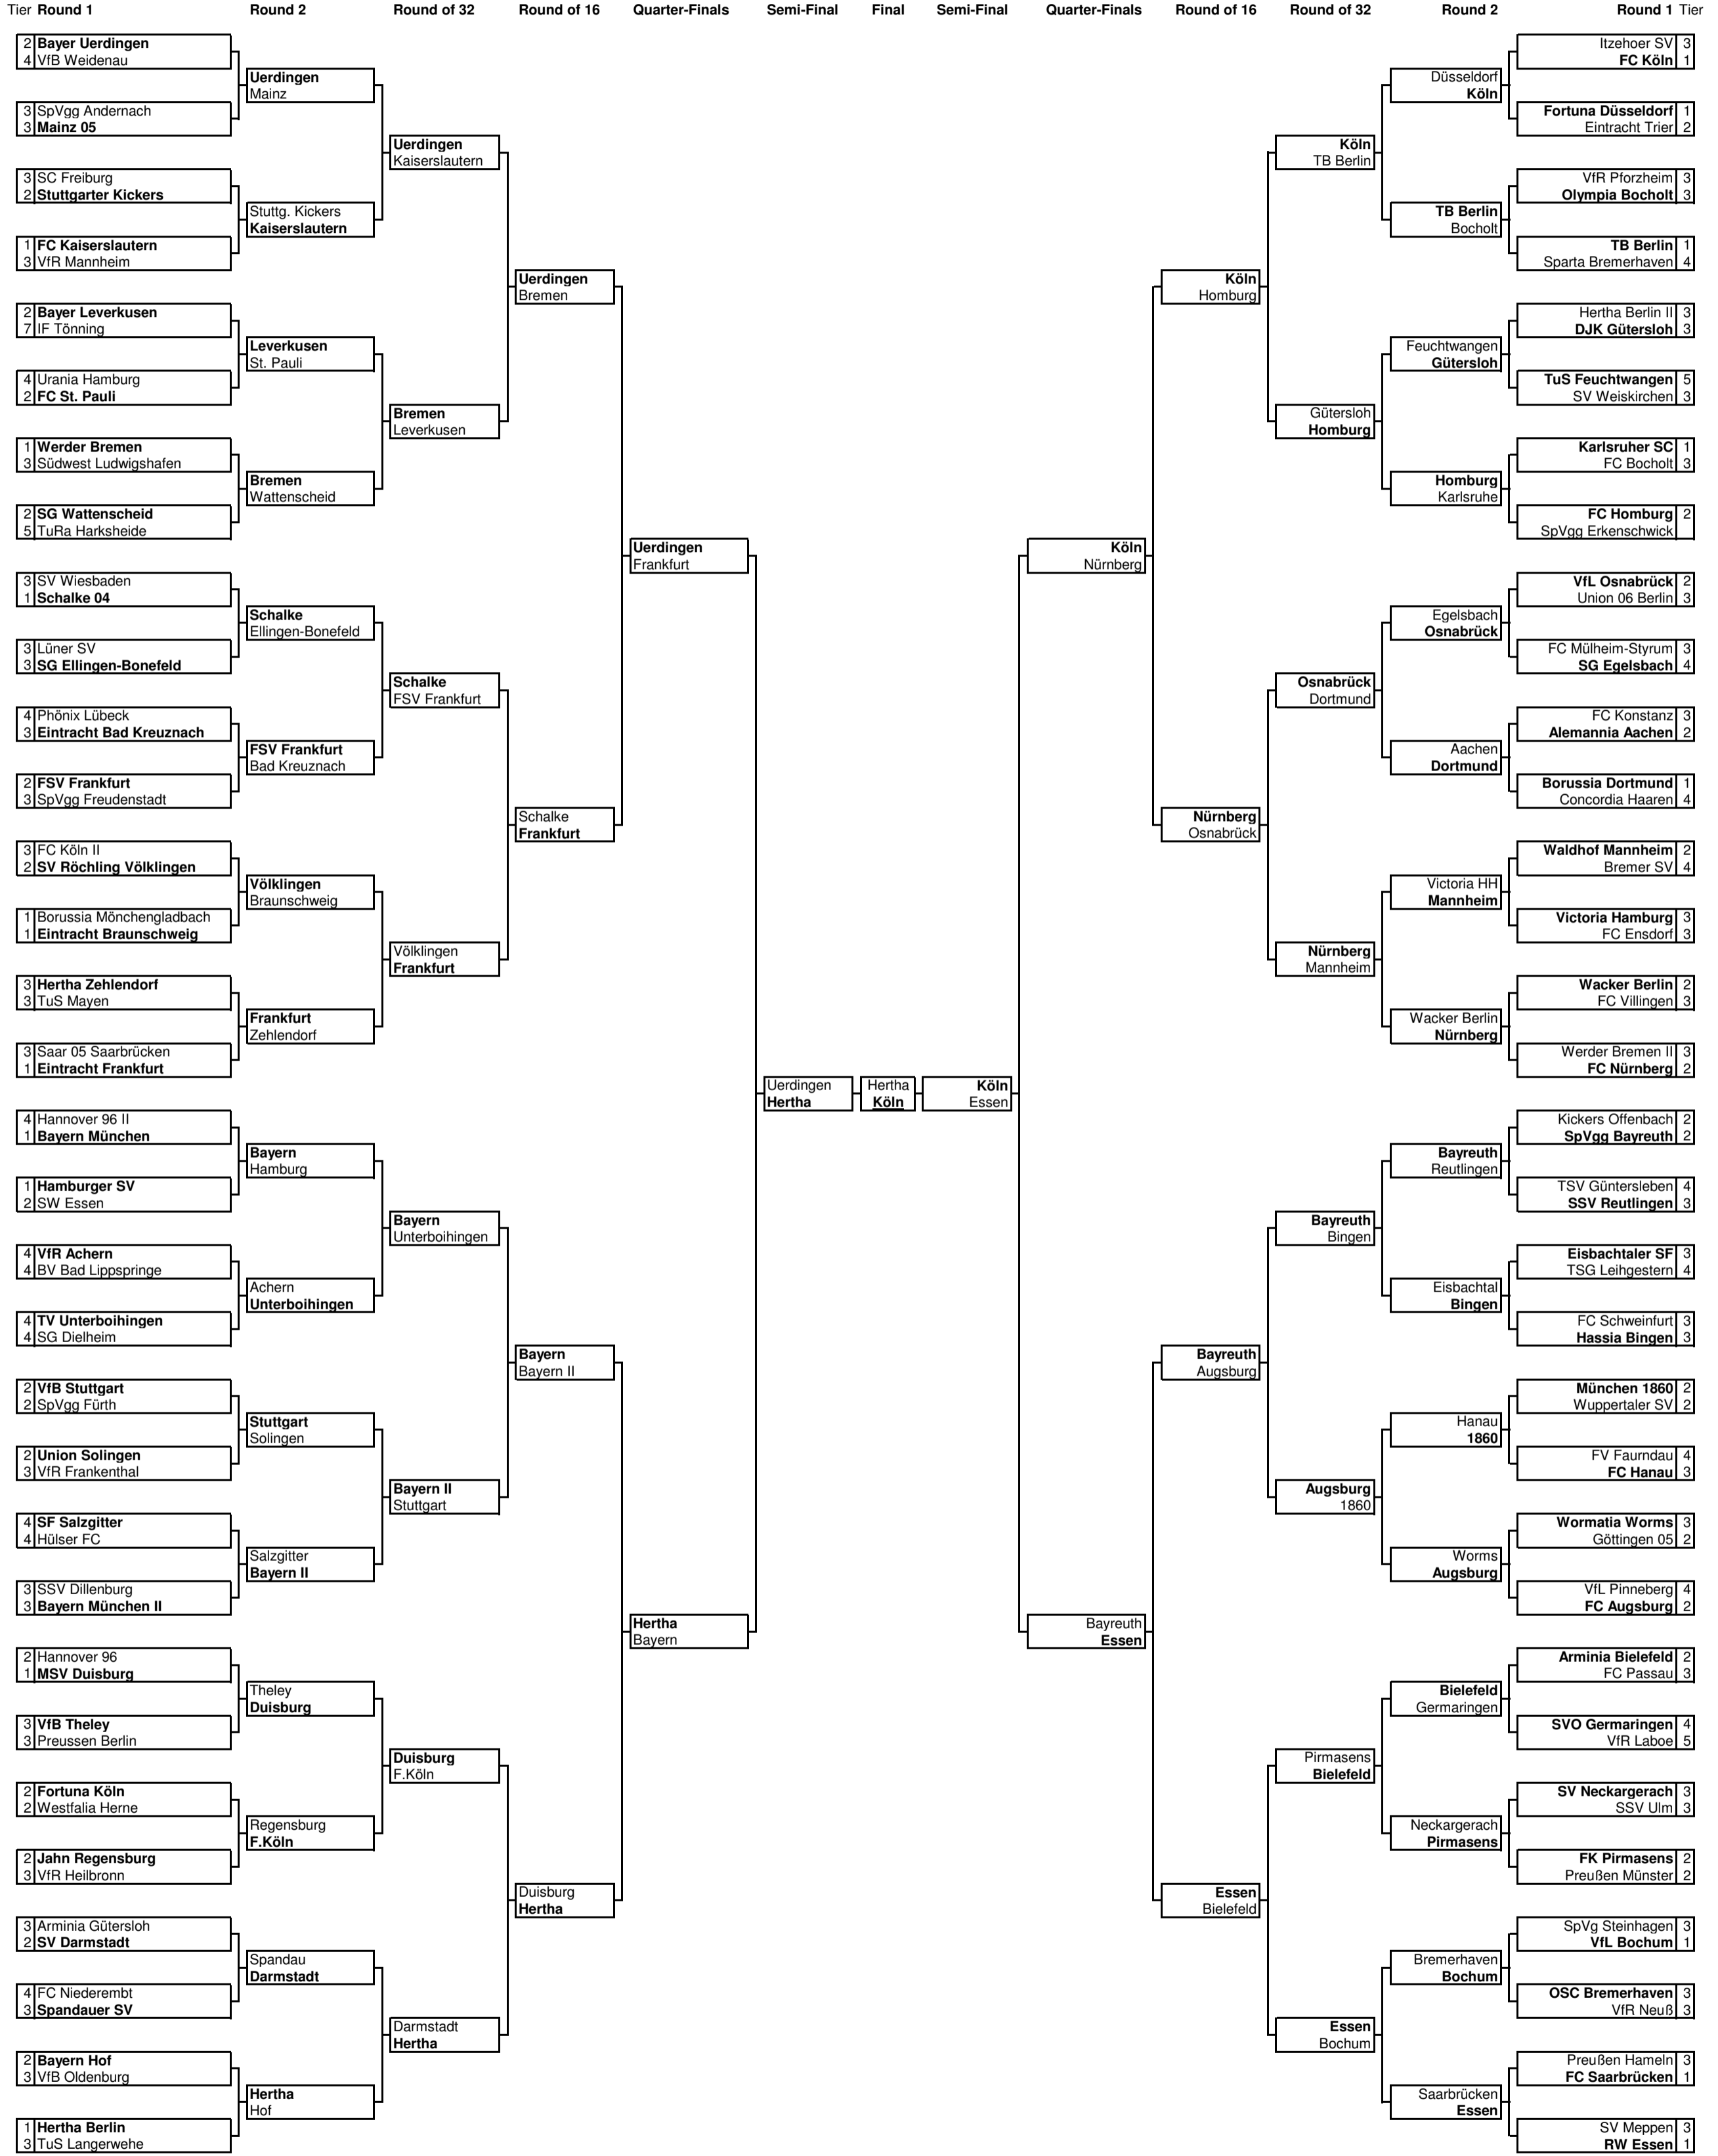 Tier Round 1 Round 2 Round of 32 Round of 16 Quarter-Finals Semi-Final Final Semi-Final Quarter-Finals Round of 16 Round of 32 Round 2 Round 1 Tier
2 Bayer Uerdingen
4 VfB Weidenau
3 SpVgg Andernach
3 Mainz 05
3 SC Freiburg
2 Stuttgarter Kickers
1 FC Kaiserslautern
3 VfR Mannheim
2 Bayer Leverkusen
7 IF Tönning
4 Urania Hamburg
2 FC St. Pauli
1 Werder Bremen
3 Südwest Ludwigshafen
2 SG Wattenscheid
5 TuRa Harksheide
3 SV Wiesbaden
1 Schalke 04
3 Lüner SV
3 SG Ellingen-Bonefeld
4 Phönix Lübeck
3 Eintracht Bad Kreuznach
2 FSV Frankfurt
3 SpVgg Freudenstadt
3 FC Köln II
2 SV Röchling Völklingen
1 Borussia Mönchengladbach
1 Eintracht Braunschweig
3 Hertha Zehlendorf
3 TuS Mayen
3 Saar 05 Saarbrücken
1 Eintracht Frankfurt
4 Hannover 96 II
1 Bayern München
1 Hamburger SV
2 SW Essen
4 VfR Achern
4 BV Bad Lippspringe
4 TV Unterboihingen
4 SG Dielheim
2 VfB Stuttgart
2 SpVgg Fürth
2 Union Solingen
3 VfR Frankenthal
4 SF Salzgitter
4 Hülser FC
3 SSV Dillenburg
3 Bayern München II
2 Hannover 96
1 MSV Duisburg
3 VfB Theley
3 Preussen Berlin
2 Fortuna Köln
2 Westfalia Herne
2 Jahn Regensburg
3 VfR Heilbronn
3 Arminia Gütersloh
2 SV Darmstadt
4 FC Niederembt
3 Spandauer SV
2 Bayern Hof
3 VfB Oldenburg
1 Hertha Berlin
3 TuS Langerwehe
Uerdingen
Mainz
Stuttg. Kickers
Kaiserslautern
Leverkusen
St. Pauli
Bremen
Wattenscheid
Schalke
Ellingen-Bonefeld
FSV Frankfurt
Bad Kreuznach
Völklingen
Braunschweig
Frankfurt
Zehlendorf
Bayern
Hamburg
Achern
Unterboihingen
Stuttgart
Solingen
Salzgitter
Bayern II
Theley
Duisburg
Regensburg
F.Köln
Spandau
Darmstadt
Hertha
Hof
Uerdingen
Kaiserslautern
Bremen
Leverkusen
Schalke
FSV Frankfurt
Völklingen
Frankfurt
Bayern
Unterboihingen
Bayern II
Stuttgart
Duisburg
F.Köln
Darmstadt
Hertha
Uerdingen
Bremen
Schalke
Frankfurt
Bayern
Bayern II
Duisburg
Hertha
Uerdingen
Frankfurt
Hertha
Bayern
Uerdingen
Hertha
Hertha
Köln
Köln
Essen
Köln
Nürnberg
Bayreuth
Essen
Köln
Homburg
Nürnberg
Osnabrück
Bayreuth
Augsburg
Essen
Bielefeld
Köln
TB Berlin
Gütersloh
Homburg
Osnabrück
Dortmund
Nürnberg
Mannheim
Bayreuth
Bingen
Augsburg
1860
Pirmasens
Bielefeld
Essen
Bochum
Düsseldorf
Köln
TB Berlin
Bocholt
Feuchtwangen
Gütersloh
Homburg
Karlsruhe
Egelsbach
Osnabrück
Aachen
Dortmund
Victoria HH
Mannheim
Wacker Berlin
Nürnberg
Bayreuth
Reutlingen
Eisbachtal
Bingen
Hanau
1860
Worms
Augsburg
Bielefeld
Germaringen
Neckargerach
Pirmasens
Bremerhaven
Bochum
Saarbrücken
Essen
Itzehoer SV 3
FC Köln 1
Fortuna Düsseldorf 1
Eintracht Trier 2
VfR Pforzheim 3
Olympia Bocholt 3
TB Berlin 1
Sparta Bremerhaven 4
Hertha Berlin II 3
DJK Gütersloh 3
TuS Feuchtwangen 5
SV Weiskirchen 3
Karlsruher SC 1
FC Bocholt 3
FC Homburg 2
SpVgg Erkenschwick
VfL Osnabrück 2
Union 06 Berlin 3
FC Mülheim-Styrum 3
SG Egelsbach 4
FC Konstanz 3
Alemannia Aachen 2
Borussia Dortmund 1
Concordia Haaren 4
Waldhof Mannheim 2
Bremer SV 4
Victoria Hamburg 3
FC Ensdorf 3
Wacker Berlin 2
FC Villingen 3
Werder Bremen II 3
FC Nürnberg 2
Kickers Offenbach 2
SpVgg Bayreuth 2
TSV Güntersleben 4
SSV Reutlingen 3
Eisbachtaler SF 3
TSG Leihgestern 4
FC Schweinfurt 3
Hassia Bingen 3
München 1860 2
Wuppertaler SV 2
FV Faurndau 4
FC Hanau 3
Wormatia Worms 3
Göttingen 05 2
VfL Pinneberg 4
FC Augsburg 2
Arminia Bielefeld 2
FC Passau 3
SVO Germaringen 4
VfR Laboe 5
SV Neckargerach 3
SSV Ulm 3
FK Pirmasens 2
Preußen Münster 2
SpVg Steinhagen 3
VfL Bochum 1
OSC Bremerhaven 3
VfR Neuß 3
Preußen Hameln 3
FC Saarbrücken 1
SV Meppen 3
RW Essen 1